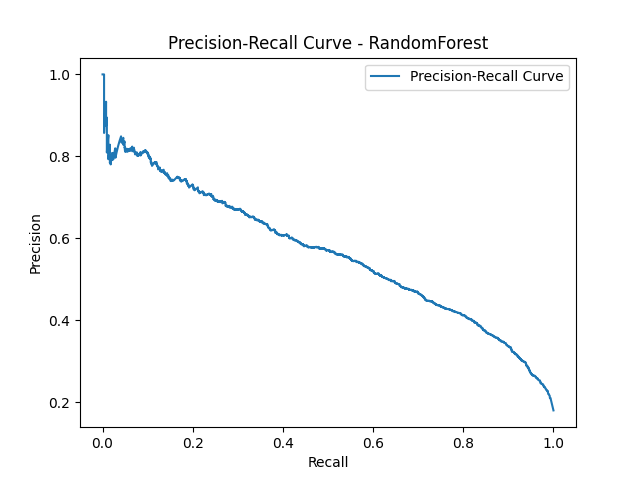 Precision-Recall Curve - RandomForest
Precision-Recall Curve
Precision
1.0
0.8
0.6
0.4
0.2
0.0 0.2 0.4 0.6 0.8 1.0
Recall